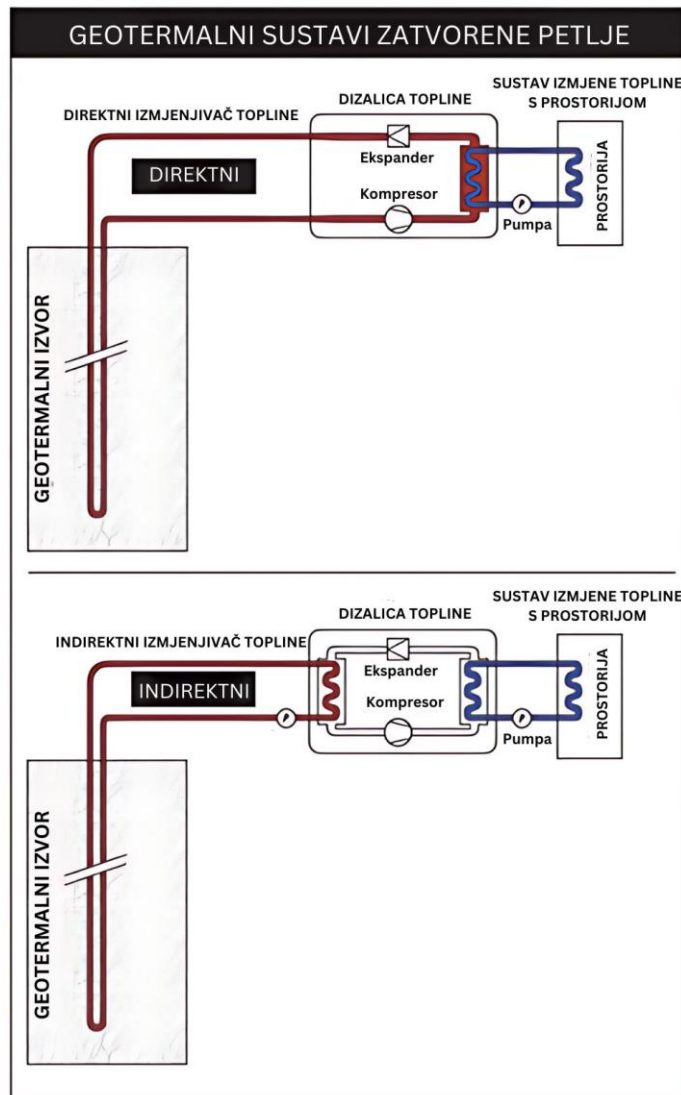 GEOTERMALNI SUSTAVI ZATVORENE PETLJE
SUSTAV IZMJENE TOPLINE
S PROSTORIJOM
DIZALICA TOPLINE
DIREKTNI IZMJENJIVAČ TOPLINE
Ekspander
DIREKTNI
Kompresor
Pumpa
PROSTORIJA
GEOTERMALNI IZVOR
SUSTAV IZMJENE TOPLINE
S PROSTORIJOM
DIZALICA TOPLINE
INDIREKTNI IZMJENJIVAČ TOPLINE
Ekspander
INDIREKTNI
Kompresor
Pumpa
PROSTORIJA
GEOTERMALNI IZVOR